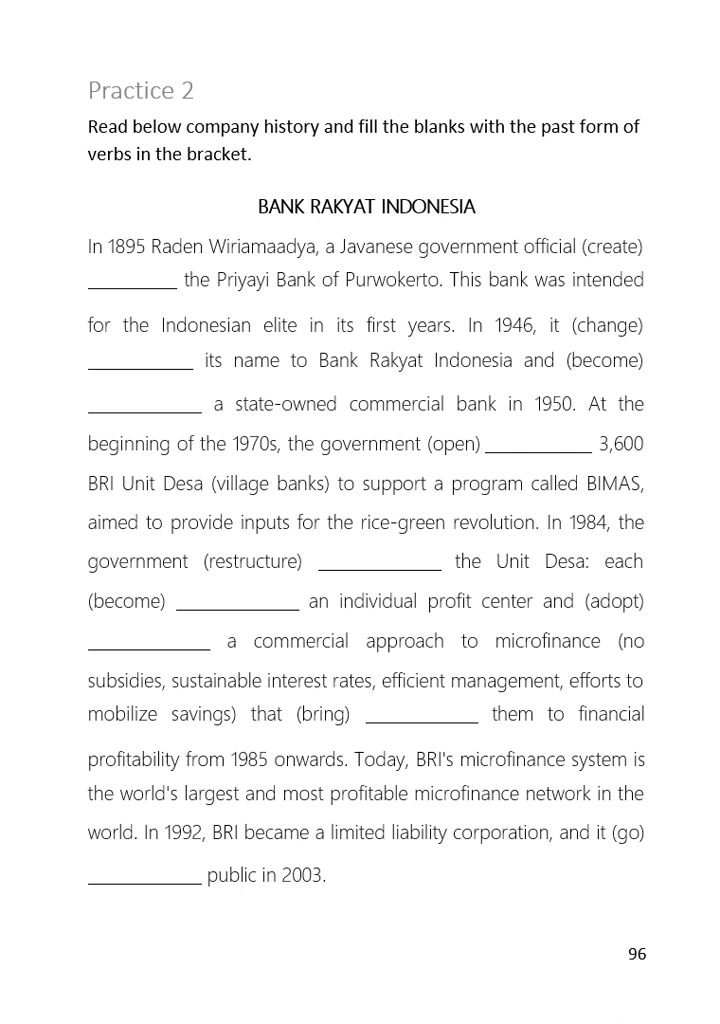 Practice 2
Read below company history and fill the blanks with the past form of
verbs in the bracket.
BANK RAKYAT INDONESIA
In 1895 Raden Wiriamaadya, a Javanese government official (create)
_________ the Priyayi Bank of Purwokerto. This bank was intended
for the Indonesian elite in its first years. In 1946, it (change)
__________ its name to Bank Rakyat Indonesia and (become)
___________ a state-owned commercial bank in 1950. At the
beginning of the 1970s, the government (open) __________ 3,600
BRI Unit Desa (village banks) to support a program called BIMAS,
aimed to provide inputs for the rice-green revolution. In 1984, the
government (restructure) ____________ the Unit Desa: each
(become) ____________ an individual profit center and (adopt)
____________ a commercial approach to microfinance (no
subsidies, sustainable interest rates, efficient management, efforts to
mobilize savings) that (bring) ___________ them to financial
profitability from 1985 onwards. Today, BRI's microfinance system is
the world's largest and most profitable microfinance network in the
world. In 1992, BRI became a limited liability corporation, and it (go)
___________ public in 2003.
96